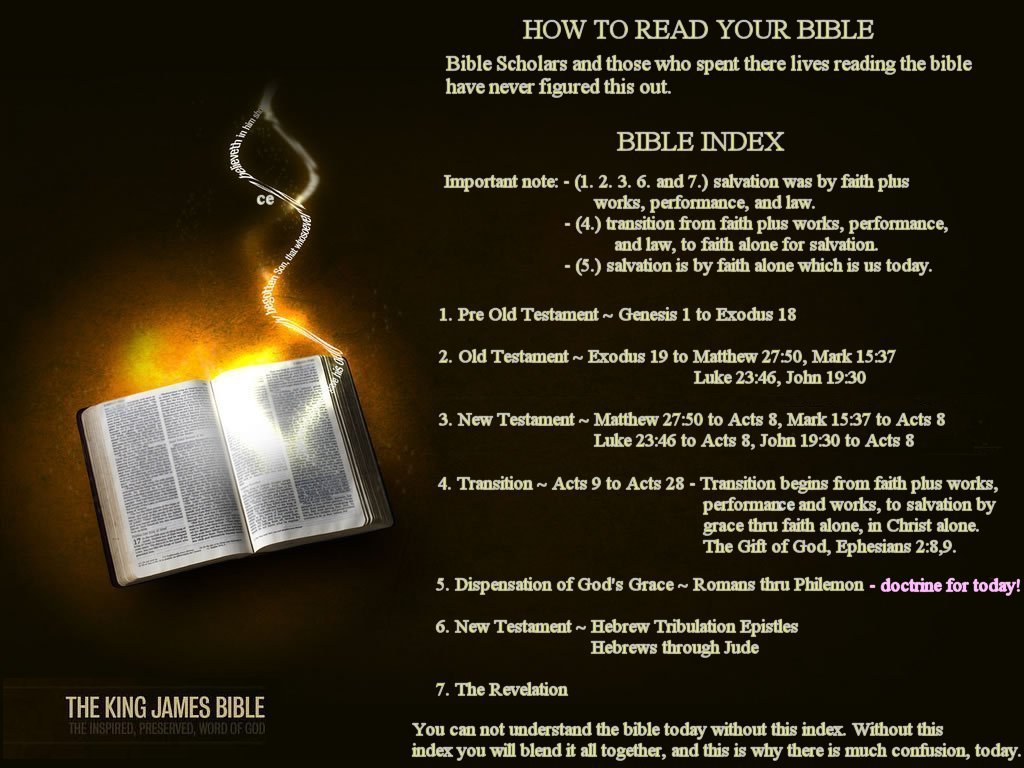 HOW TO READ YOUR BIBLE
Bible Scholars and those who spent there lives reading the bible
have never figured this out.
BIBLE INDEX
Important note: - (1. 2. 3. 6. and 7.) salvation was by faith plus
works, performance, and law.
- (4.) transition from faith plus works, performance,
and law, to faith alone for salvation.
- (5.) salvation is by faith alone which is us today.
1. Pre Old Testament ~ Genesis 1 to Exodus 18
2. Old Testament ~ Exodus 19 to Matthew 27:50, Mark 15:37
Luke 23:46, John 19:30
3. New Testament ~ Matthew 27:50 to Acts 8, Mark 15:37 to Acts 8
Luke 23:46 to Acts 8, John 19:30 to Acts 8
4. Transition ~ Acts 9 to Acts 28 - Transition begins from faith plus works,
performance and works, to salvation by
grace thru faith alone, in Christ alone.
The Gift of God, Ephesians 2:8,9.
5. Dispensation of God's Grace ~ Romans thru Philemon - doctrine for today!
6. New Testament ~ Hebrew Tribulation Epistles
Hebrews through Jude
7. The Revelation
You can not understand the bible today without this index. Without this
index you will blend it all together, and this is why there is much confusion, today.
believeth in him
ce
begotten Son, that whosoever
his
THE KING JAMES BIBLE
THE INSPIRED, PRESERVED, WORD OF GOD